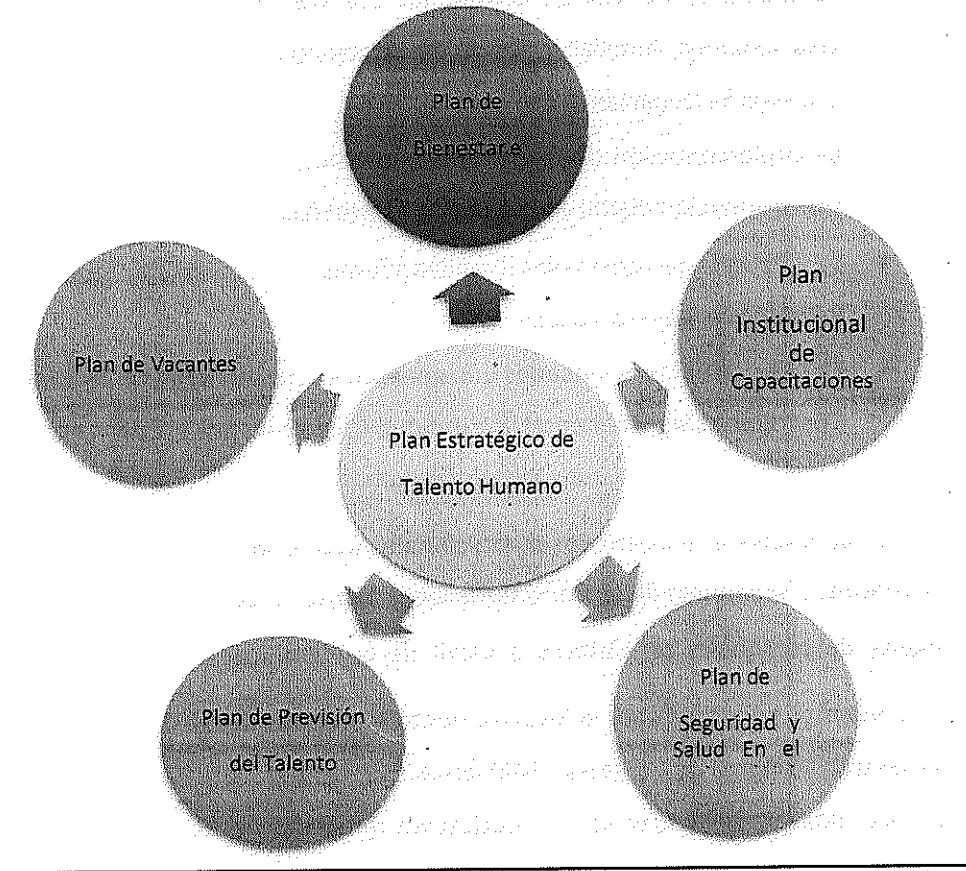 Plan de
Bienestar e
Plan
Institucional
de
Capacitaciones
Plan de Vacantes
Plan Estratégico de
Talento Humano
Plan de
Seguridad y
Salud En el
Plan de Previsión
del Talento